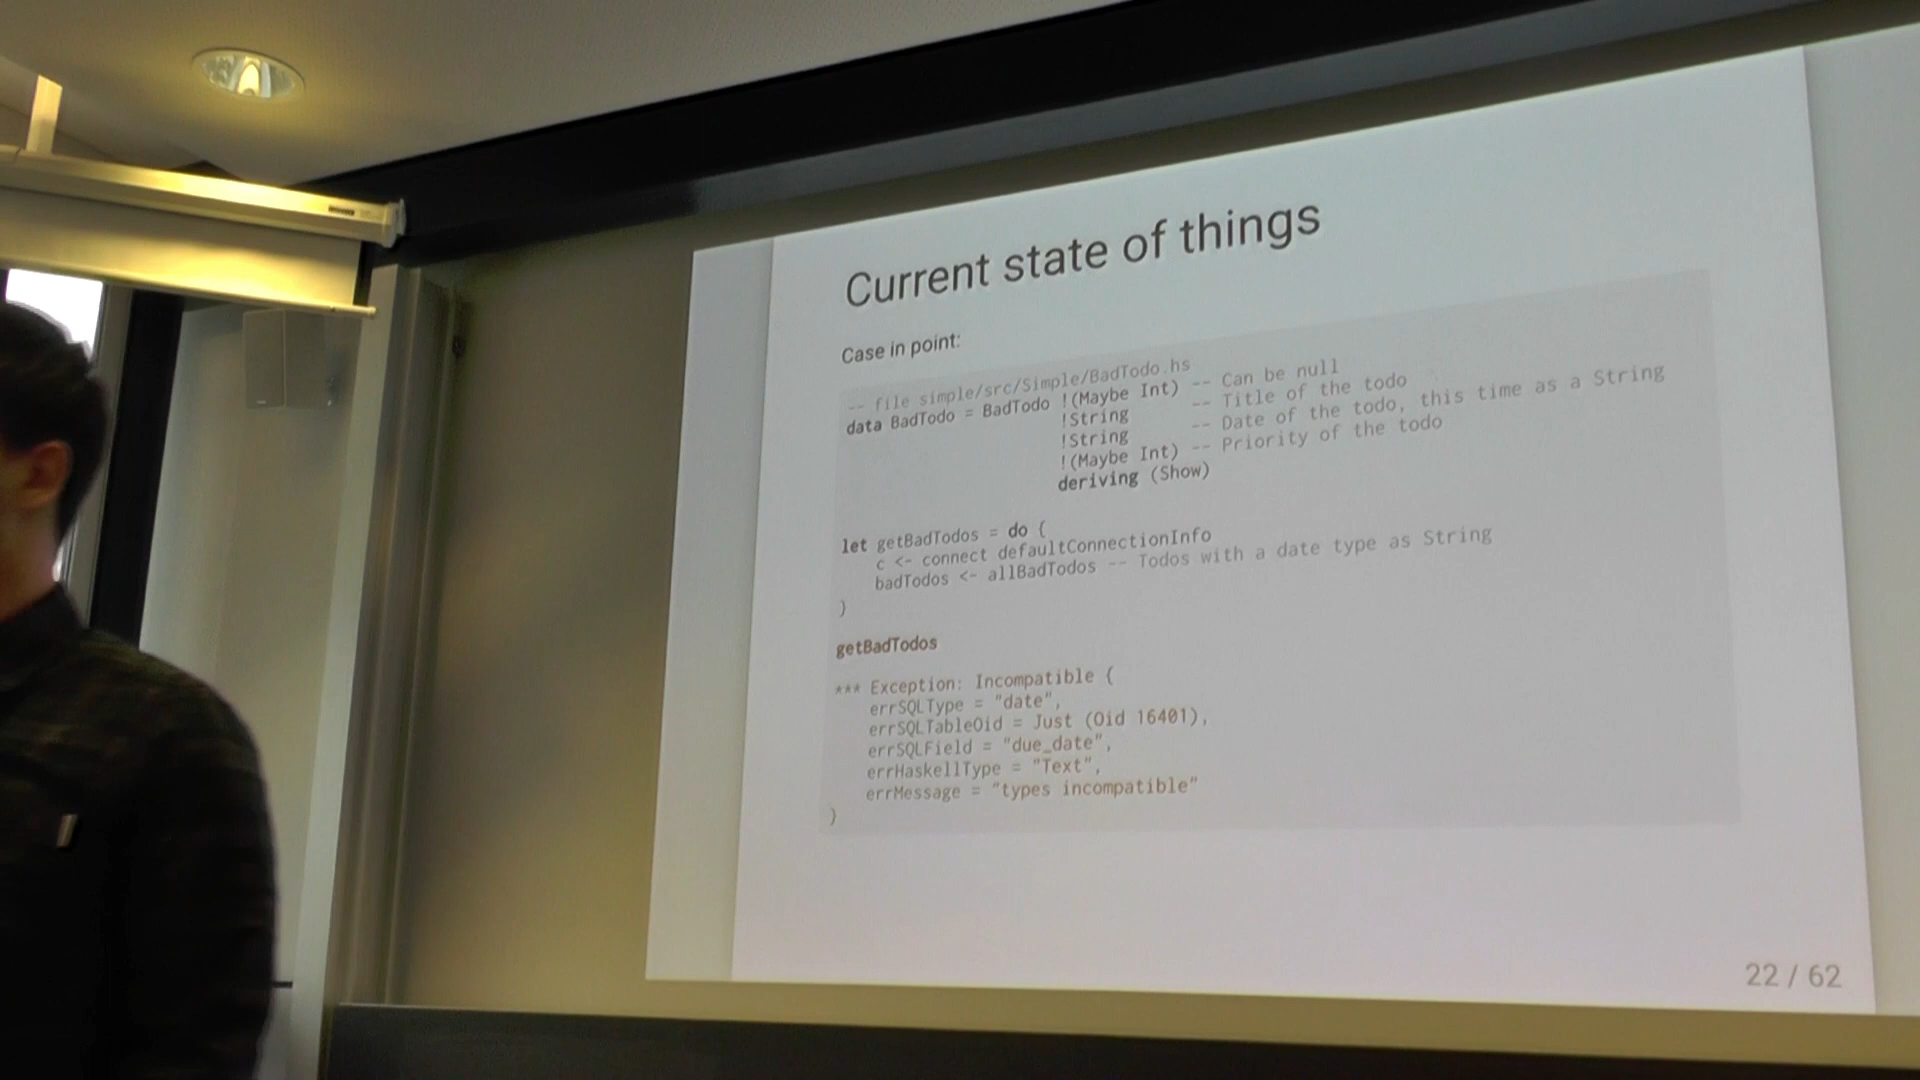 Current state of things
Case in point:
-- file simple/src/Simple/BadTodo.hs
data BadTodo = BadTodo !(Maybe Int) -- Can be null
!String -- Title of the todo
!String -- Date of the todo, this time as a String
!(Maybe Int) -- Priority of the todo
deriving (Show)
let getBadTodos = do {
c <- connect defaultConnectionInfo
badTodos <- allBadTodos -- Todos with a date type as String
}
getBadTodos
*** Exception: Incompatible {
errSQLType = "date",
errSQLTableOid = Just (Oid 16401),
errSQLField = "due_date",
errHaskellType = "Text",
errMessage = "types incompatible"
}
22 / 62